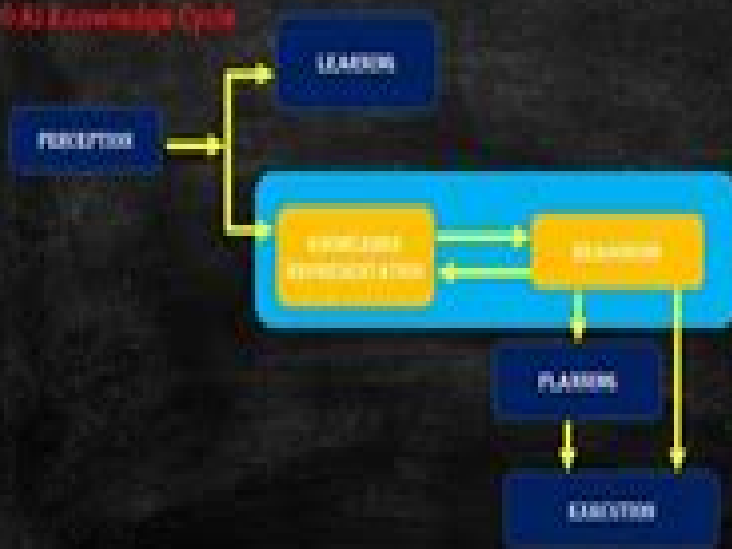 AI Knowledge Cycle
LEARNING
PERCEPTION
KNOWLEDGE
REPRESENTATION
REASONING
PLANNING
EXECUTION